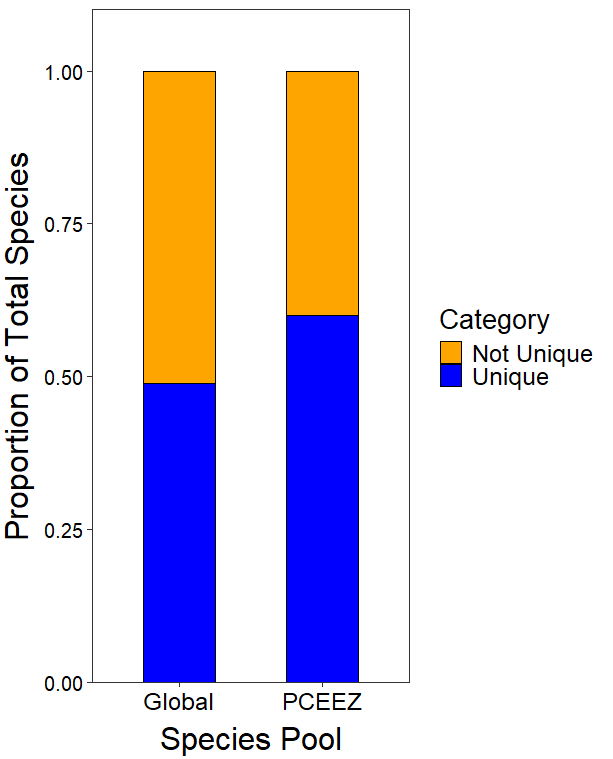 Proportion of Total Species
1.00
0.75
0.50
0.25
0.00
Global
PCEEZ
Species Pool
Category
Not Unique
Unique